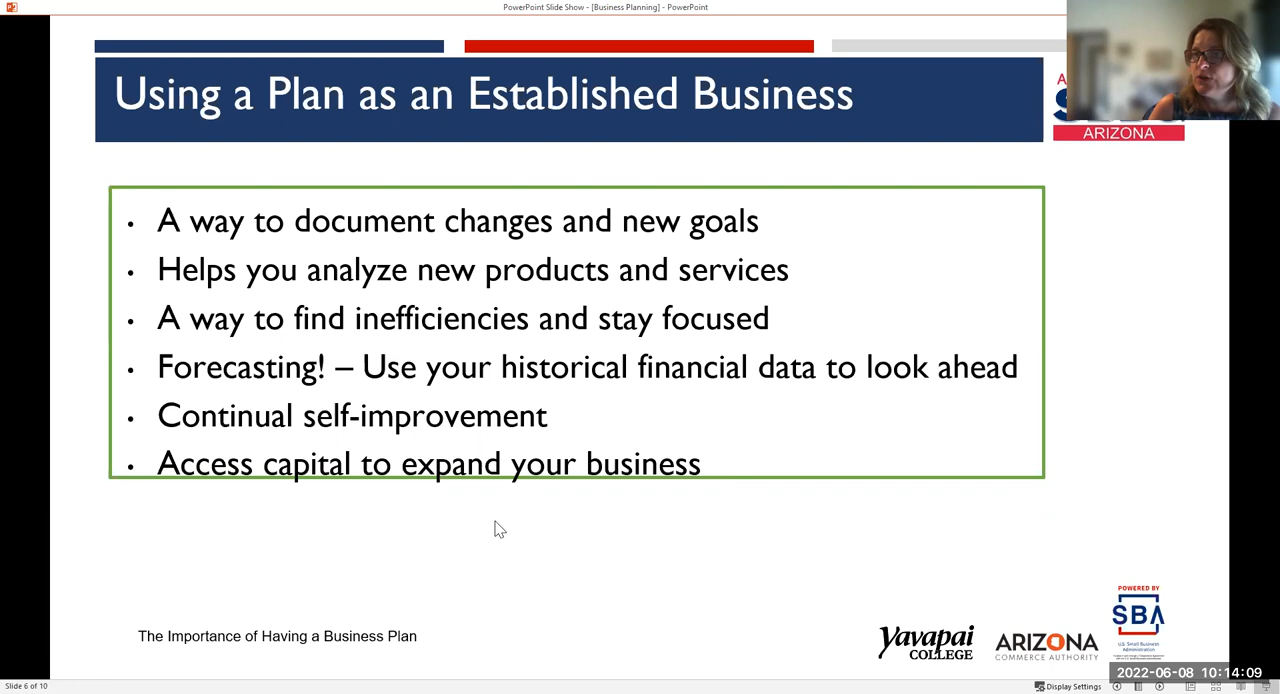 PowerPoint Slide Show - [Business Planning] - PowerPoint
Using a Plan as an Established Business
ARIZONA
• A way to document changes and new goals
• Helps you analyze new products and services
• A way to find inefficiencies and stay focused
• Forecasting! – Use your historical financial data to look ahead
• Continual self-improvement
• Access capital to expand your business
The Importance of Having a Business Plan
Yavapai
COLLEGE
ARIZONA
COMMERCE AUTHORITY
POWERED BY
SBA
U.S. Small Business
Administration
2022-06-08 10:14:09
Slide 6 of 10
Display Settings